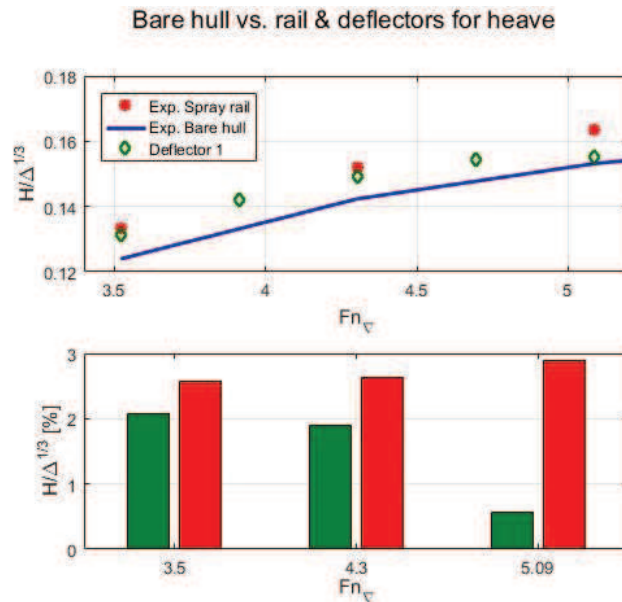 Bare hull vs. rail & deflectors for heave
0.18
0.16
0.14
0.12
H/Δ^1/3
Exp. Spray rail
Exp. Bare hull
Deflector 1
3.5 4 4.5 5
Fn∇
3
2
1
0
H/Δ^1/3 [%]
3.5 4.3 5.09
Fn∇